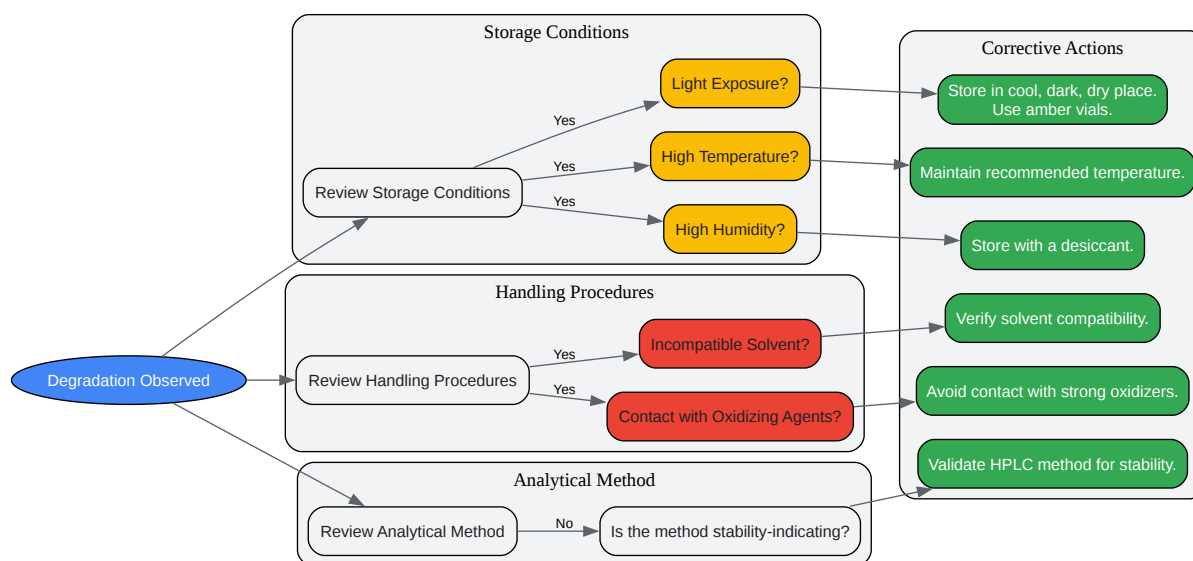 Storage Conditions
Corrective Actions
Light Exposure?
Store in cool, dark, dry place.
Use amber vials.
Yes
High Temperature?
Yes
Maintain recommended temperature.
Review Storage Conditions
Yes
High Humidity?
Store with a desiccant.
Handling Procedures
Verify solvent compatibility.
Incompatible Solvent?
Yes
Degradation Observed
Review Handling Procedures
Yes
Avoid contact with strong oxidizers.
Contact with Oxidizing Agents?
Validate HPLC method for stability.
Analytical Method
Review Analytical Method
No
Is the method stability-indicating?